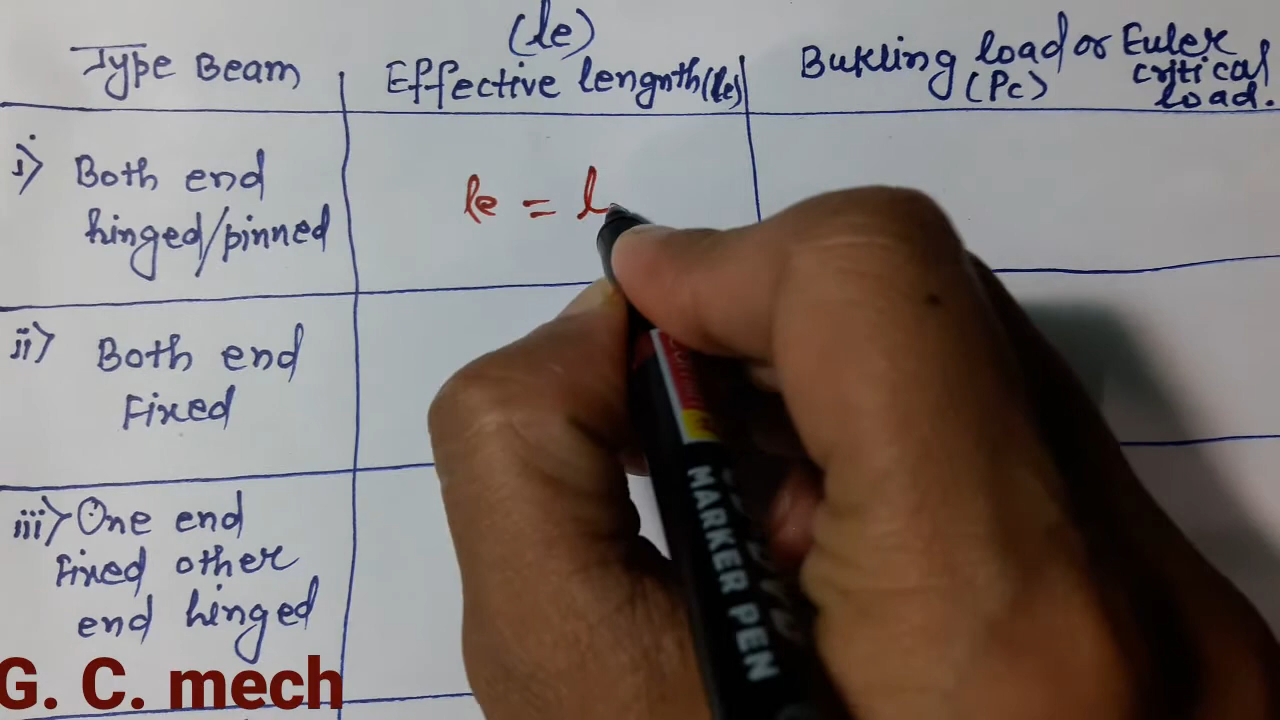 (le)
Type Beam
Effective lengnth(le)
Bukling load or Euler
critical
(Pc)
load.
i) Both end
hinged/pinned
le = l
ii) Both end
Fixed
iii) One end
Fixed other
end hinged
G. C. mech
MARKER PEN